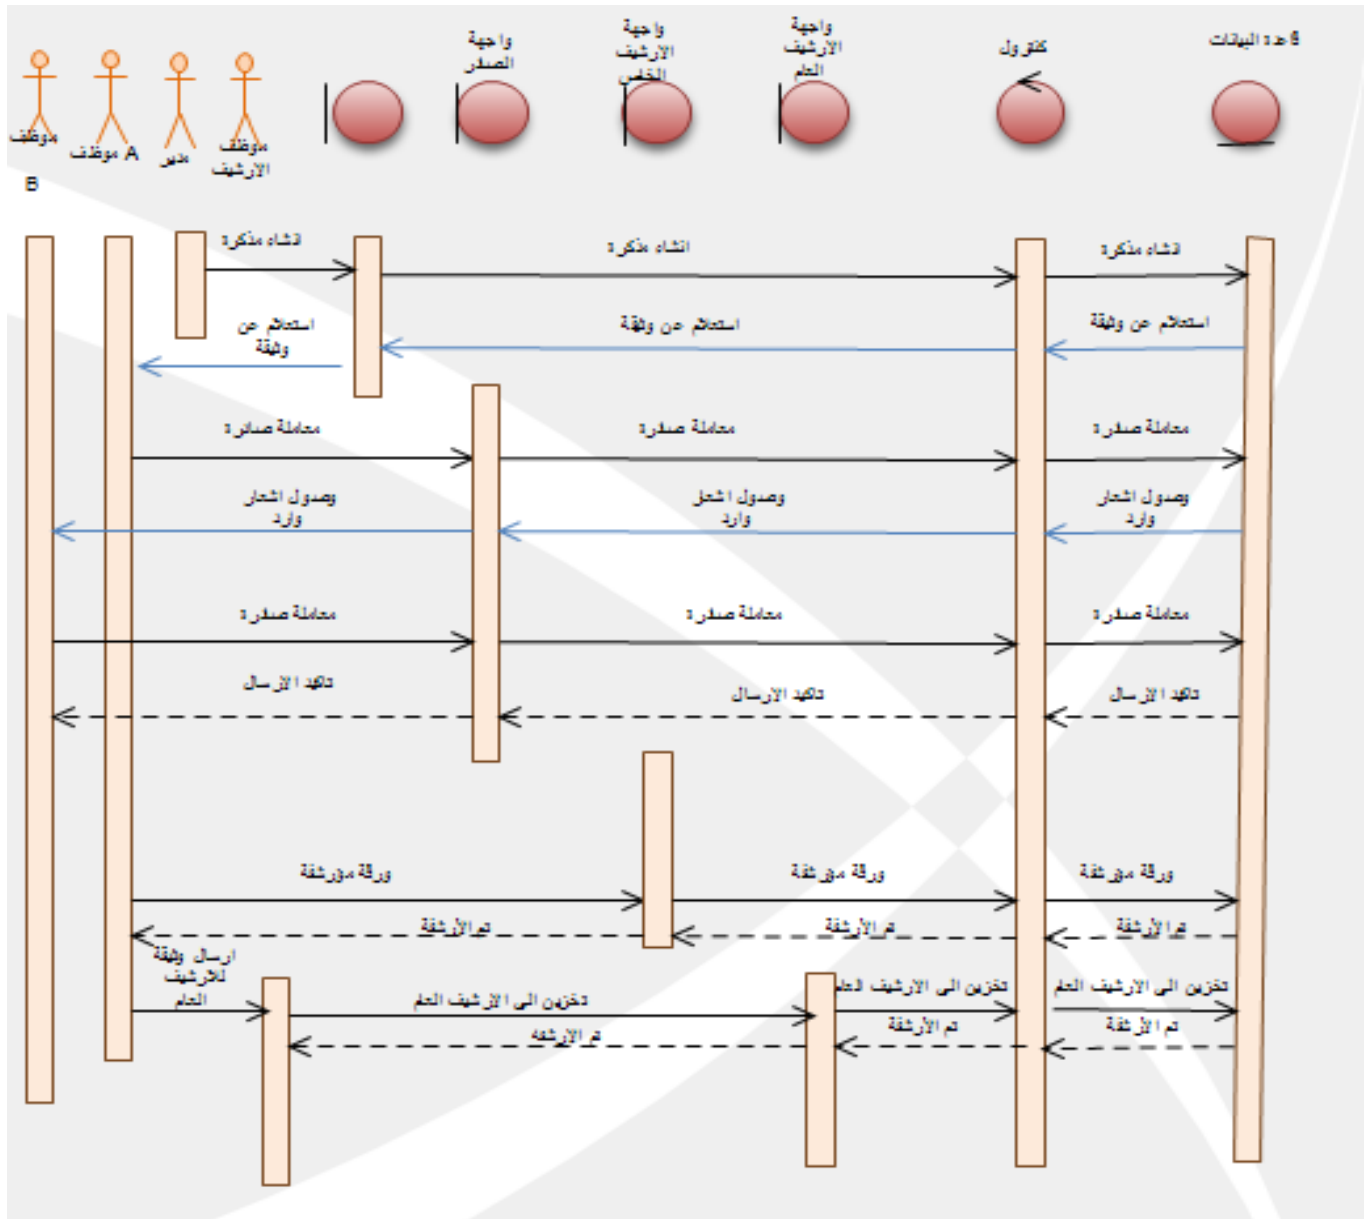 واجهة
الصادر
واجهة
الارشيف
الخاص
واجهة
الارشيف
العام
كنترول
قاعدة البيانات
موظف
B
موظف A
مدير
موظف
الارشيف
انشاء مذكرة
انشاء مذكرة
انشاء مذكرة
استعلام عن
وثيقة
استعلام عن وثيقة
استعلام عن وثيقة
معاملة صادرة
معاملة صادرة
معاملة صادرة
وصول اشعار
وارد
وصول اشعار
وارد
وصول اشعار
وارد
معاملة صادرة
معاملة صادرة
معاملة صادرة
تاكيد الارسال
تاكيد الارسال
تاكيد الارسال
ورقة مؤرشفة
ورقة مؤرشفة
ورقة مؤرشفة
تم الأرشفة
تم الأرشفة
تم الأرشفة
ارسال وثيقة
للارشيف
العام
تخزين الى الارشيف العام
تخزين الى الارشيف العام
تخزين الى الارشيف العام
تم الأرشفة
تم الأرشفة
تم الأرشفة